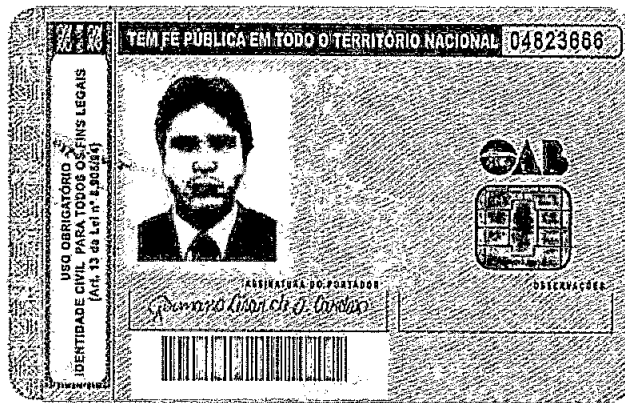 TEM FÉ PÚBLICA EM TODO O TERRITÓRIO NACIONAL 04823666
USO OBRIGATÓRIO
IDENTIDADE CIVIL PARA TODOS OS FINS LEGAIS
(Art. 13 da Lei nº 8.906/94)
OAB
ASSINATURA DO PORTADOR
OBSERVAÇÕES